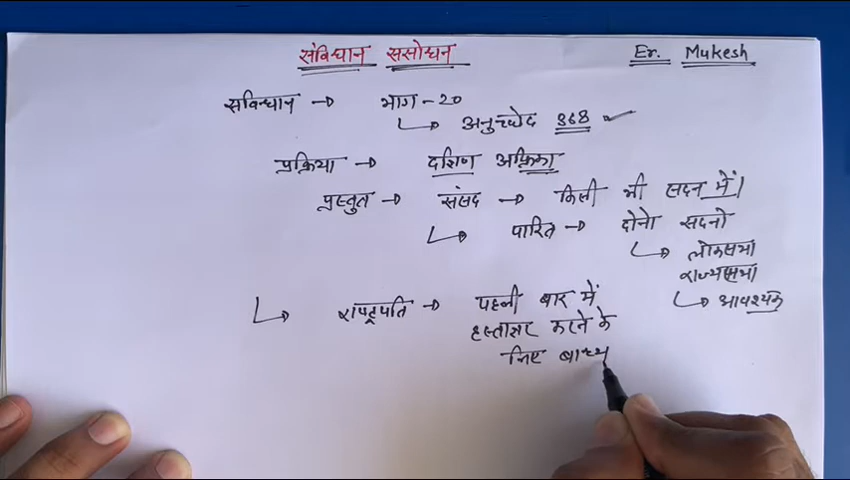 संविधान संसोधन
Er. Mukesh
संविधान → भाग - 20
अनुच्छेद 368
प्रक्रिया → दक्षिण अफ्रिका
प्रस्तुत → संसद → किसी भी सदन में।
पारित → दोनो सदनो
लोकसभा
राज्यसभा
आवश्यक
राष्ट्रपति → पहली बार में
हस्ताक्षर करने के
लिए बाध्य